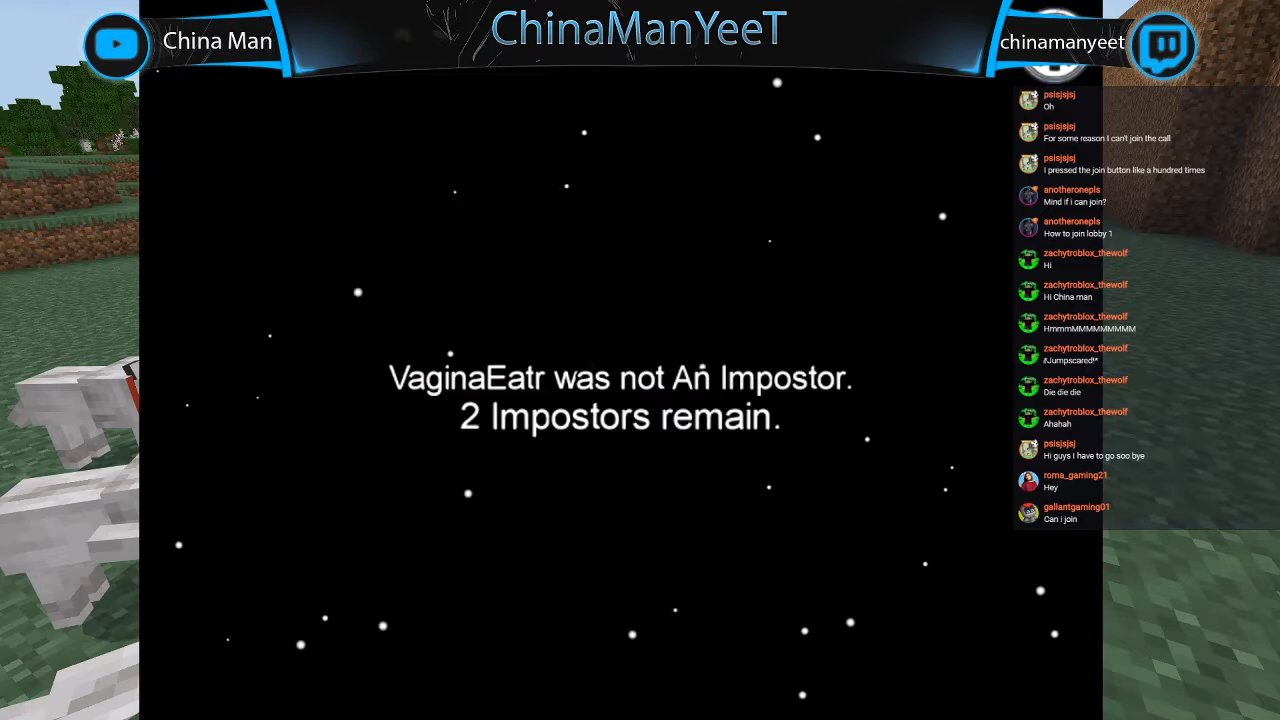 ChinaManYeeT
China Man
chinamanyeet
psisjsjsj
Oh
psisjsjsj
For some reason I can't join the call
psisjsjsj
I pressed the join button like a hundred times
anotheronepls
Mind if i can join?
anotheronepls
How to join lobby 1
zachytroblox_thewolf
Hi
zachytroblox_thewolf
Hi China man
zachytroblox_thewolf
HmmmMMMMMMMMM
zachytroblox_thewolf
*Jumpscared!*
zachytroblox_thewolf
Die die die
zachytroblox_thewolf
Ahahah
psisjsjsj
Hi guys I have to go soo bye
roma_gaming21
Hey
gallantgaming01
Can i join
VaginaEatr was not An Impostor.
2 Impostors remain.